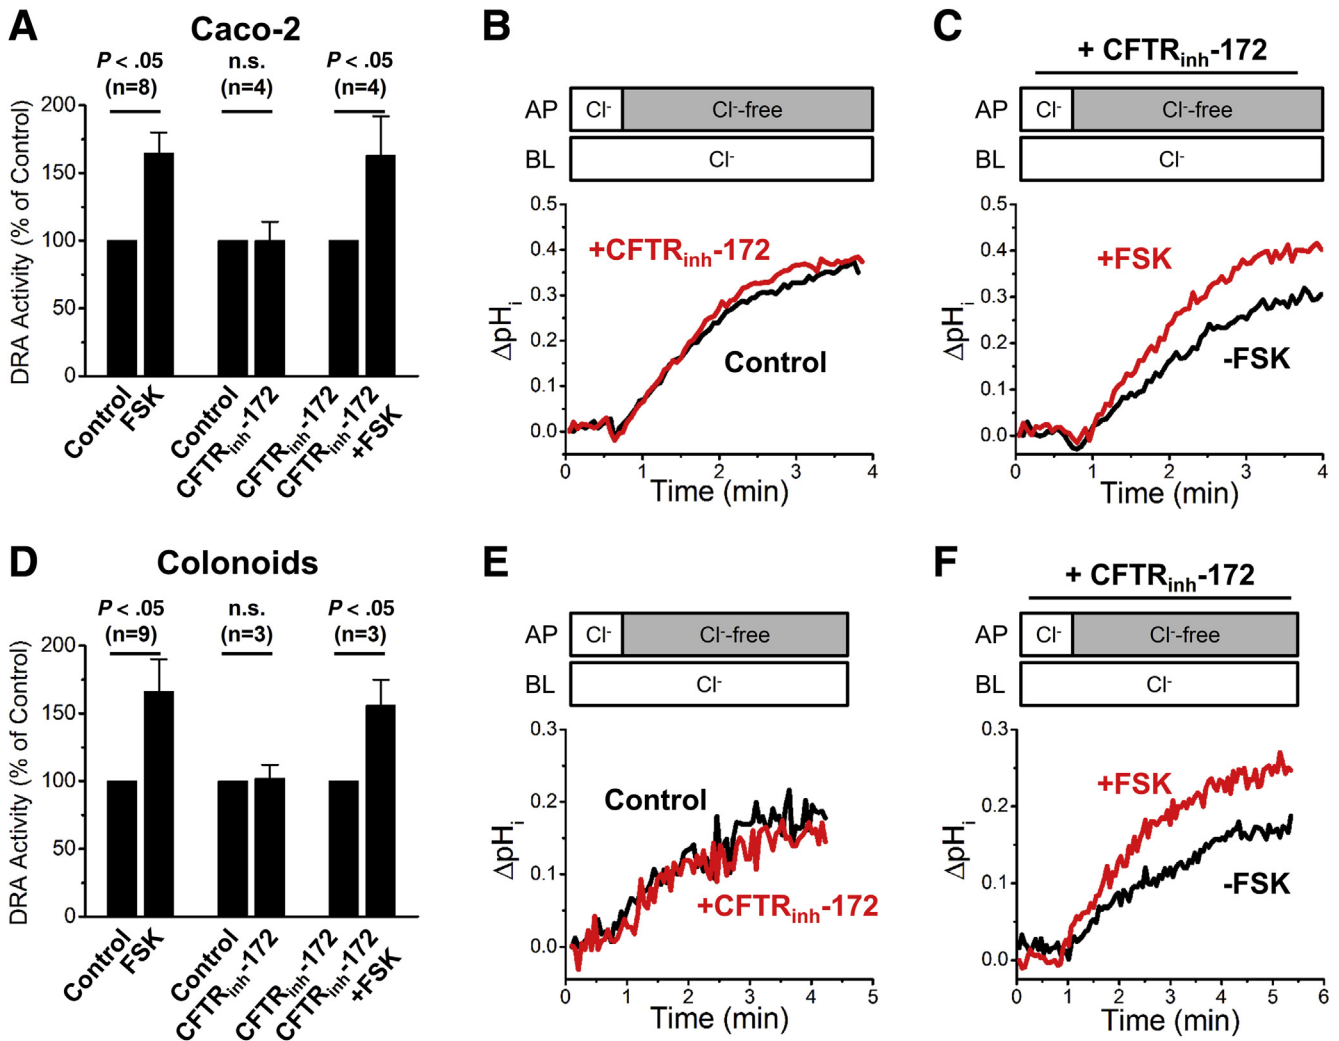 A
Caco-2
P < .05
(n=8)
n.s.
(n=4)
P < .05
(n=4)
DRA Activity (% of Control)
200
150
100
50
0
Control
FSK
Control
CFTRinh-172
CFTRinh-172
CFTRinh-172
+FSK
B
AP
Cl-
Cl--free
BL
Cl-
ΔpHi
0.5
0.4
0.3
0.2
0.1
0.0
+CFTRinh-172
Control
0
1
2
3
4
Time (min)
C
+ CFTRinh-172
AP
Cl-
Cl--free
BL
Cl-
ΔpHi
0.5
0.4
0.3
0.2
0.1
0.0
+FSK
-FSK
0
1
2
3
4
Time (min)
D
Colonoids
P < .05
(n=9)
n.s.
(n=3)
P < .05
(n=3)
DRA Activity (% of Control)
200
150
100
50
0
Control
FSK
Control
CFTRinh-172
CFTRinh-172
CFTRinh-172
+FSK
E
AP
Cl-
Cl--free
BL
Cl-
ΔpHi
0.3
0.2
0.1
0.0
Control
+CFTRinh-172
0
1
2
3
4
5
Time (min)
F
+ CFTRinh-172
AP
Cl-
Cl--free
BL
Cl-
ΔpHi
0.3
0.2
0.1
0.0
+FSK
-FSK
0
1
2
3
4
5
6
Time (min)